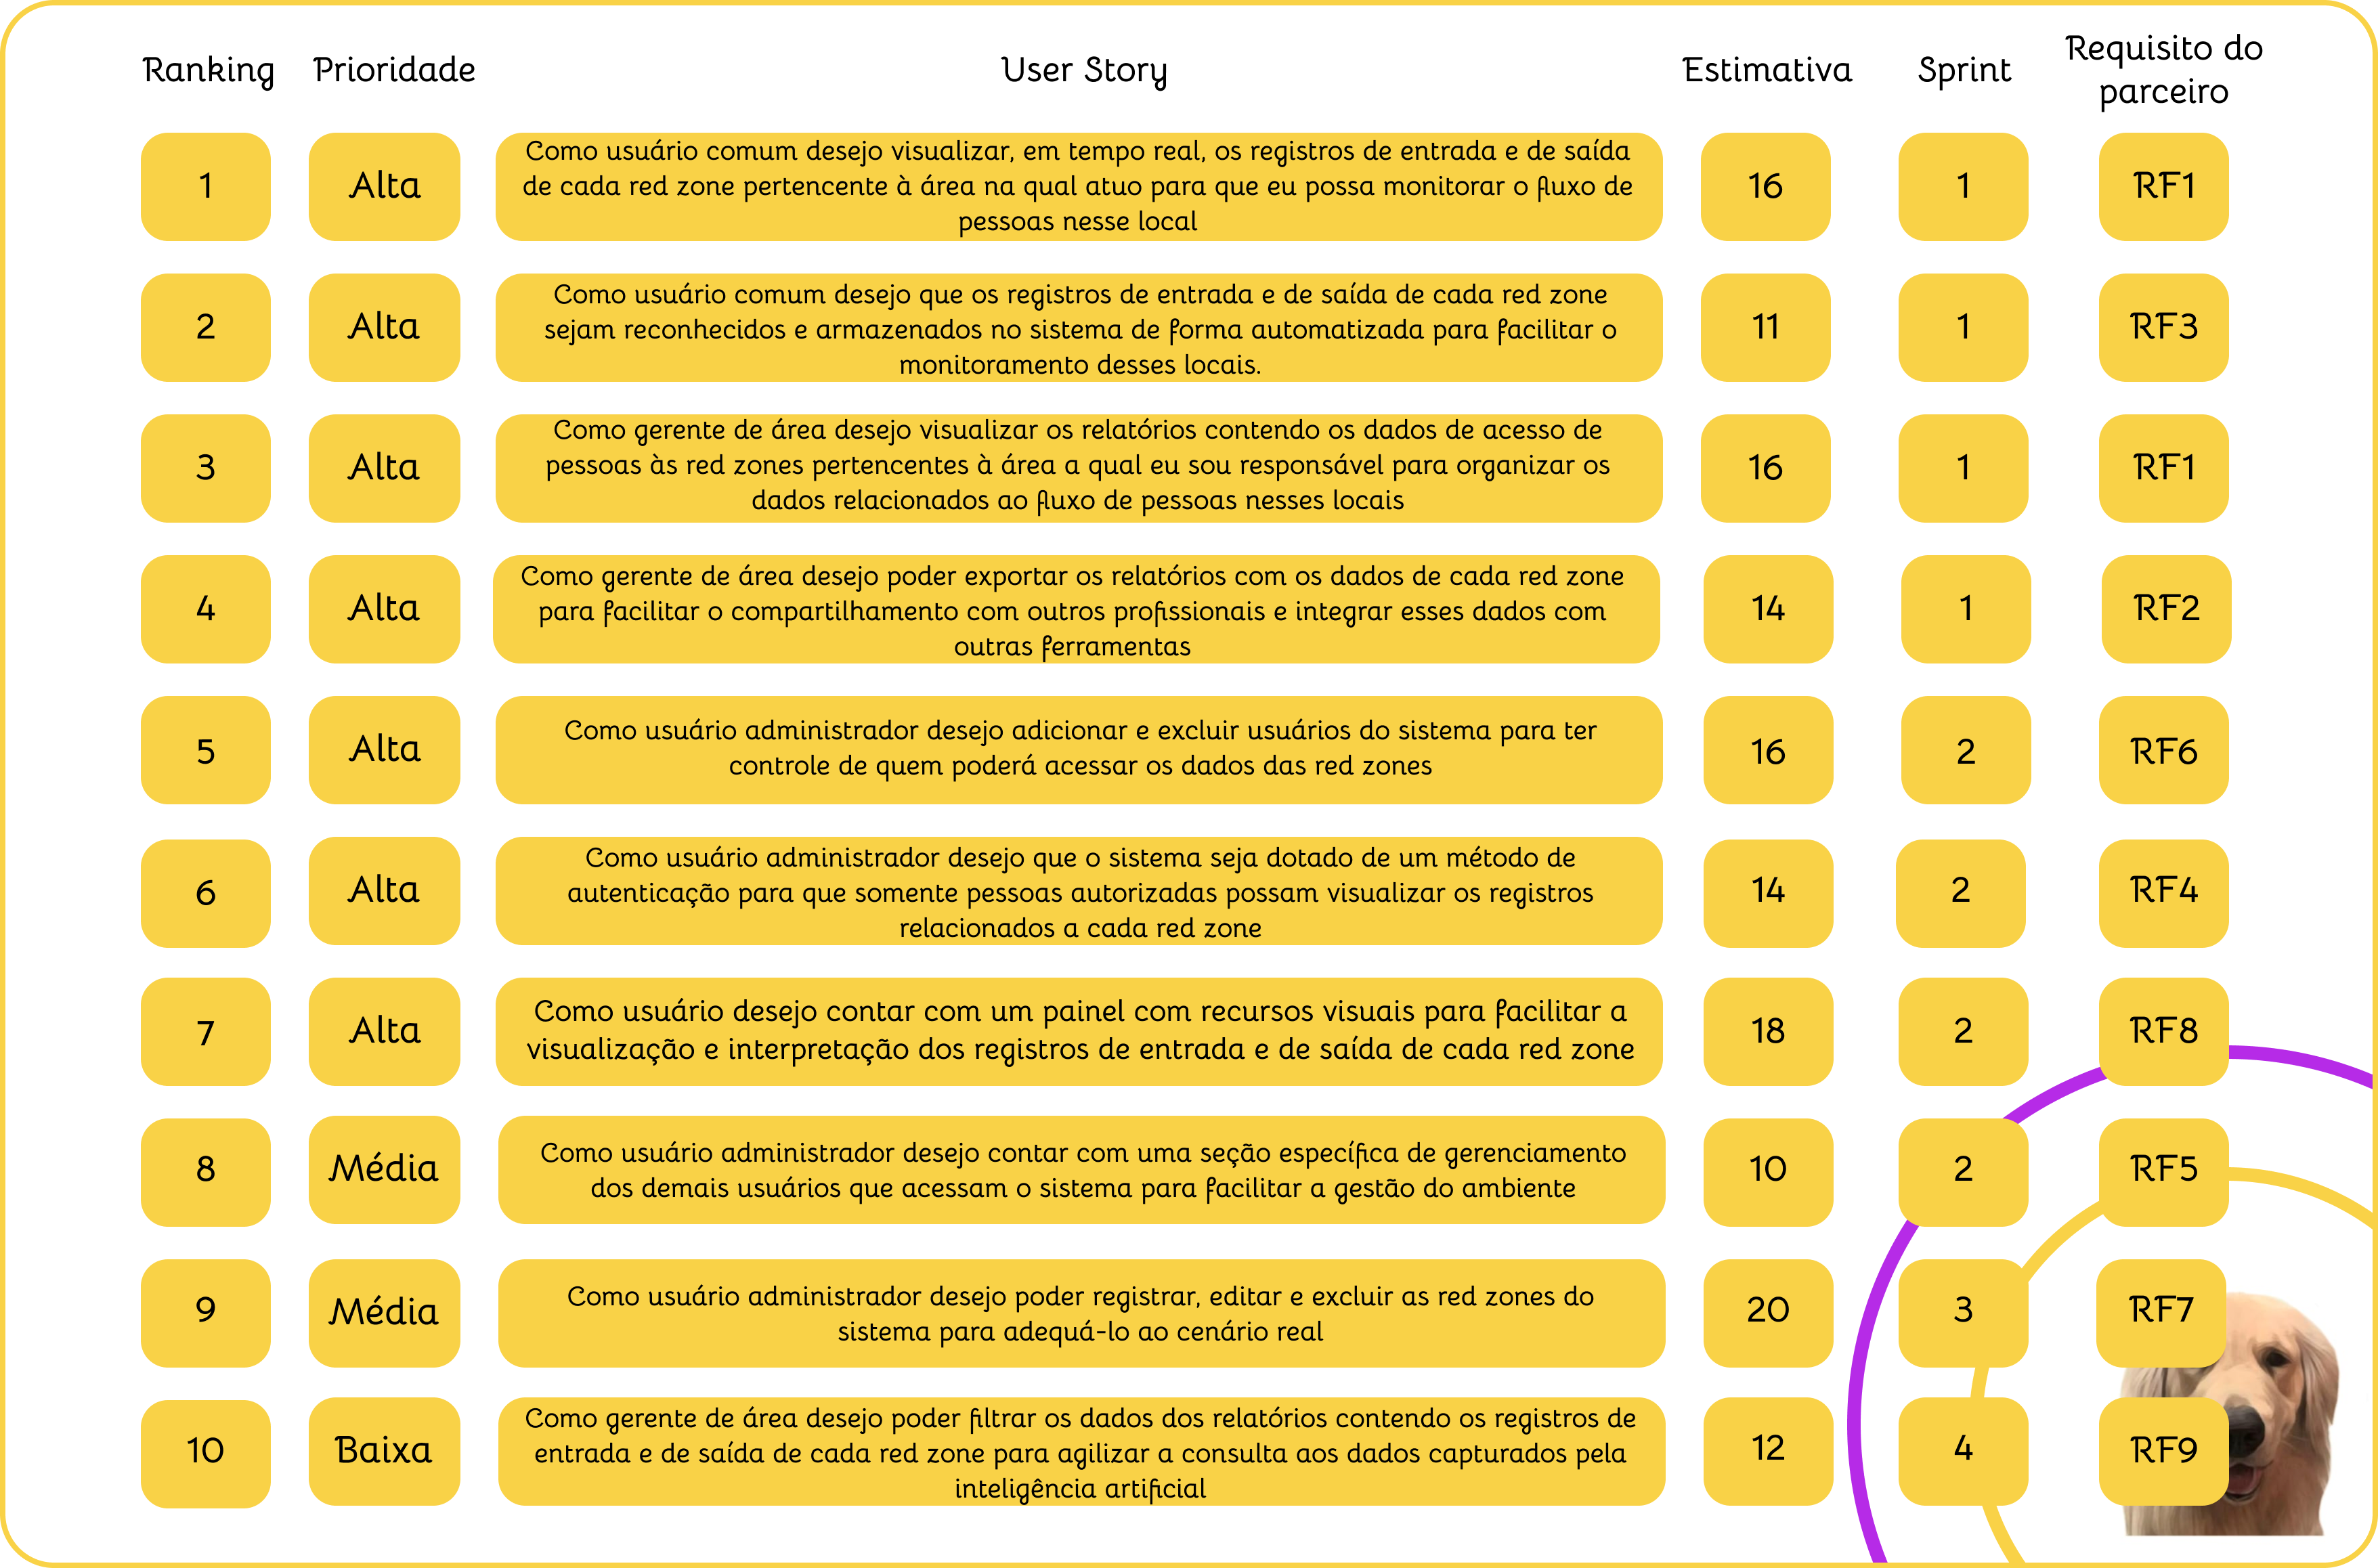 Ranking Prioridade User Story Estimativa Sprint Requisito do
parceiro
1 Alta Como usuário comum desejo visualizar, em tempo real, os registros de entrada e de saída
de cada red zone pertencente à área na qual atuo para que eu possa monitorar o fluxo de
pessoas nesse local
16 1 RF1
2 Alta Como usuário comum desejo que os registros de entrada e de saída de cada red zone
sejam reconhecidos e armazenados no sistema de forma automatizada para facilitar o
monitoramento desses locais.
11 1 RF3
3 Alta Como gerente de área desejo visualizar os relatórios contendo os dados de acesso de
pessoas às red zones pertencentes à área a qual eu sou responsável para organizar os
dados relacionados ao fluxo de pessoas nesses locais
16 1 RF1
4 Alta Como gerente de área desejo poder exportar os relatórios com os dados de cada red zone
para facilitar o compartilhamento com outros profissionais e integrar esses dados com
outras ferramentas
14 1 RF2
5 Alta Como usuário administrador desejo adicionar e excluir usuários do sistema para ter
controle de quem poderá acessar os dados das red zones
16 2 RF6
6 Alta Como usuário administrador desejo que o sistema seja dotado de um método de
autenticação para que somente pessoas autorizadas possam visualizar os registros
relacionados a cada red zone
14 2 RF4
7 Alta Como usuário desejo contar com um painel com recursos visuais para facilitar a
visualização e interpretação dos registros de entrada e de saída de cada red zone
18 2 RF8
8 Média Como usuário administrador desejo contar com uma seção específica de gerenciamento
dos demais usuários que acessam o sistema para facilitar a gestão do ambiente
10 2 RF5
9 Média Como usuário administrador desejo poder registrar, editar e excluir as red zones do
sistema para adequá-lo ao cenário real
20 3 RF7
10 Baixa Como gerente de área desejo poder filtrar os dados dos relatórios contendo os registros de
entrada e de saída de cada red zone para agilizar a consulta aos dados capturados pela
inteligência artificial
12 4 RF9